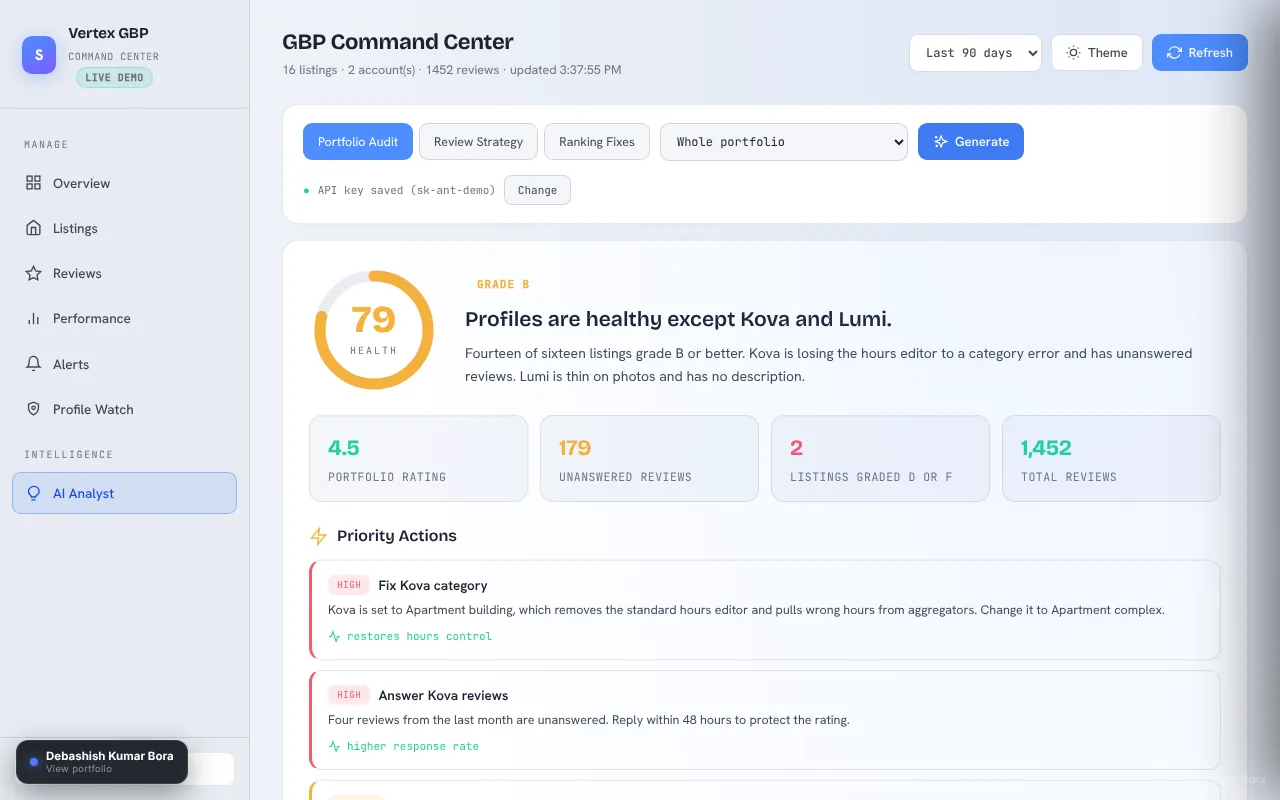 S
Vertex GBP
COMMAND CENTER
LIVE DEMO
MANAGE
Overview
Listings
Reviews
Performance
Alerts
Profile Watch
INTELLIGENCE
AI Analyst
Debashish Kumar Bora
View portfolio
GBP Command Center
16 listings · 2 account(s) · 1452 reviews · updated 3:37:55 PM
Last 90 days
Theme
Refresh
Portfolio Audit
Review Strategy
Ranking Fixes
Whole portfolio
Generate
API key saved (sk-ant-demo)
Change
79
HEALTH
GRADE B
Profiles are healthy except Kova and Lumi.
Fourteen of sixteen listings grade B or better. Kova is losing the hours editor to a category error and has unanswered
reviews. Lumi is thin on photos and has no description.
4.5
PORTFOLIO RATING
179
UNANSWERED REVIEWS
2
LISTINGS GRADED D OR F
1,452
TOTAL REVIEWS
Priority Actions
HIGH Fix Kova category
Kova is set to Apartment building, which removes the standard hours editor and pulls wrong hours from aggregators. Change it to Apartment complex.
restores hours control
HIGH Answer Kova reviews
Four reviews from the last month are unanswered. Reply within 48 hours to protect the rating.
higher response rate
Bora